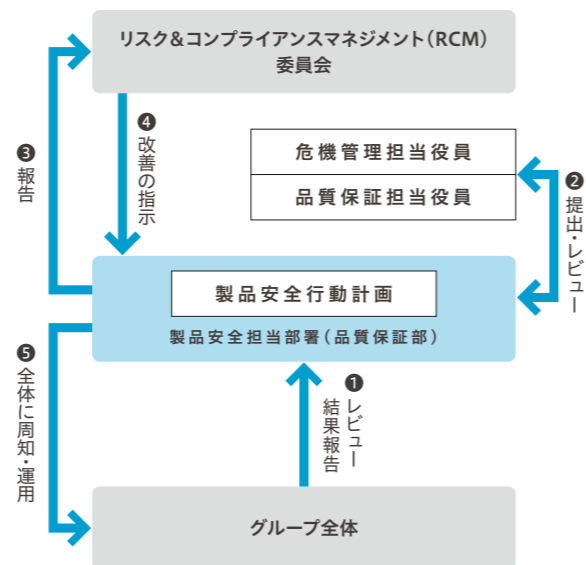 リスク＆コンプライアンスマネジメント（RCM）
委員会
❸報告
❹改善の指示
危機管理担当役員
品質保証担当役員
❷提出・レビュー
製品安全行動計画
製品安全担当部署（品質保証部）
❺全体に周知・運用
❶レビュー
結果報告
グループ全体